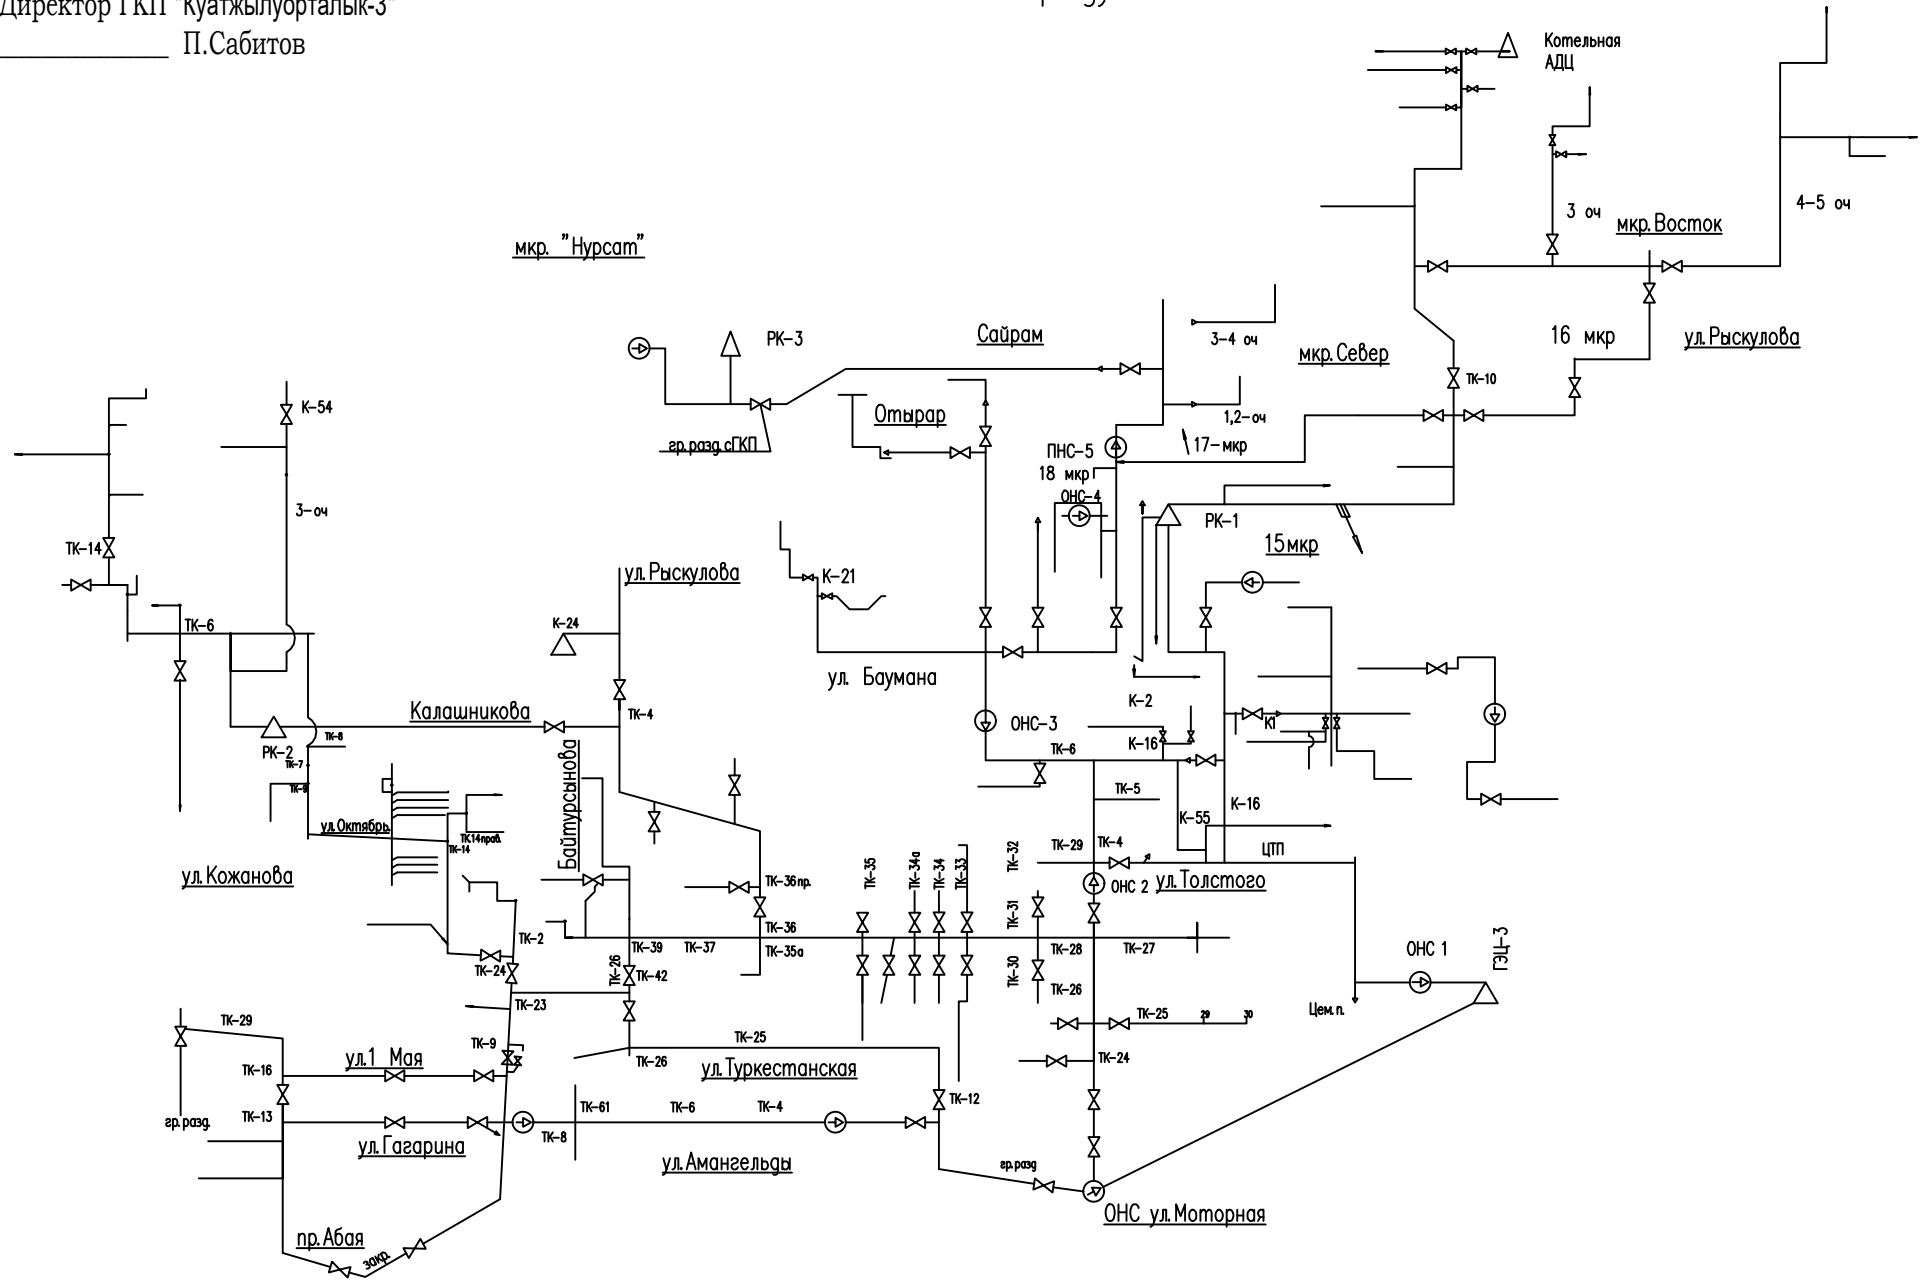 Директор ГКП "Куатжылуорталык-3"
П.Сабитов
Котельная
АДЦ
3 оч
4-5 оч
мкр.Восток
мкр. "Нурсат"
16 мкр
ул.Рыскулова
Сайрам
3-4 оч
мкр.Север
РК-3
ТК-10
К-54
Отырар
1,2-оч
гр.разд.сГКП
17-мкр
ПНС-5
18 мкр
ОНС-4
3-оч
РК-1
15мкр
ТК-14
ул.Рыскулова
К-21
К-24
ТК-6
ул. Баумана
К-2
Калашникова
ТК-4
ОНС-3
К1
ТК-8
РК-2
ТК-7
Байтурсынова
ТК-6
К-16
ТК-9
ТК-5
К-16
К-55
ул.Октябрь.
ТК.14прав.
ТК-14
ТК-29
ТК-4
ЦТП
ТК-32
ТК-35
ТК-34а
ТК-34
ТК-33
ул.Кожанова
ТК-36пр.
ОНС 2
ул.Толстого
ТК-31
ТК-36
ТК-2
ТК-39
ТК-37
ТК-35а
ТК-28
ТК-27
ОНС 1
ГЭЦ-3
ТК-24
ТК-26
ТК-42
ТК-30
ТК-26
ТК-23
Цем.п.
ТК-29
ТК-25
29
30
ТК-9
ТК-25
ул.1 Мая
ТК-26
ТК-24
ТК-16
ул.Туркестанская
ТК-12
ТК-13
гр.разд.
ТК-61
ТК-6
ТК-4
ТК-8
ул.Гагарина
ул.Амангельды
гр.разд
ОНС ул.Моторная
пр.Абая
закр.